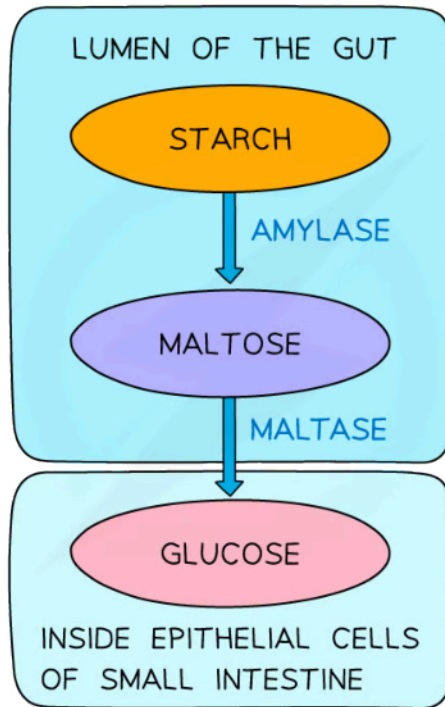 LUMEN OF THE GUT
STARCH
AMYLASE
MALTOSE
MALTASE
GLUCOSE
INSIDE EPITHELIAL CELLS
OF SMALL INTESTINE